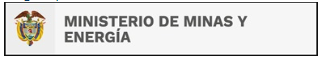 MINISTERIO DE MINAS Y
ENERGÍA